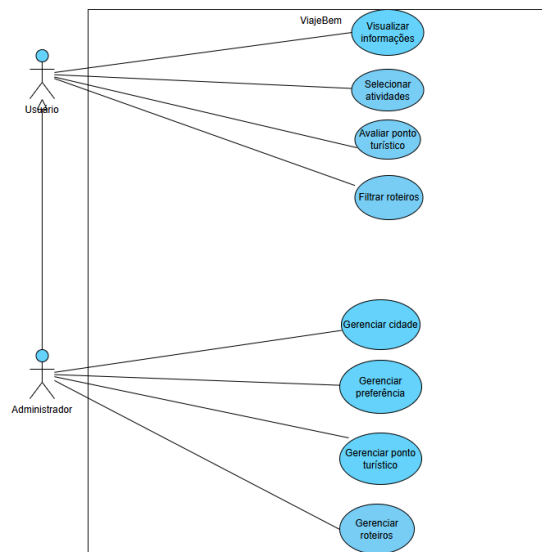 ViajeBem
Visualizar
informações
Selecionar
atividades
Usuário
Avaliar ponto
turístico
Filtrar roteiros
Gerenciar cidade
Gerenciar
preferência
Administrador
Gerenciar ponto
turístico
Gerenciar
roteiros